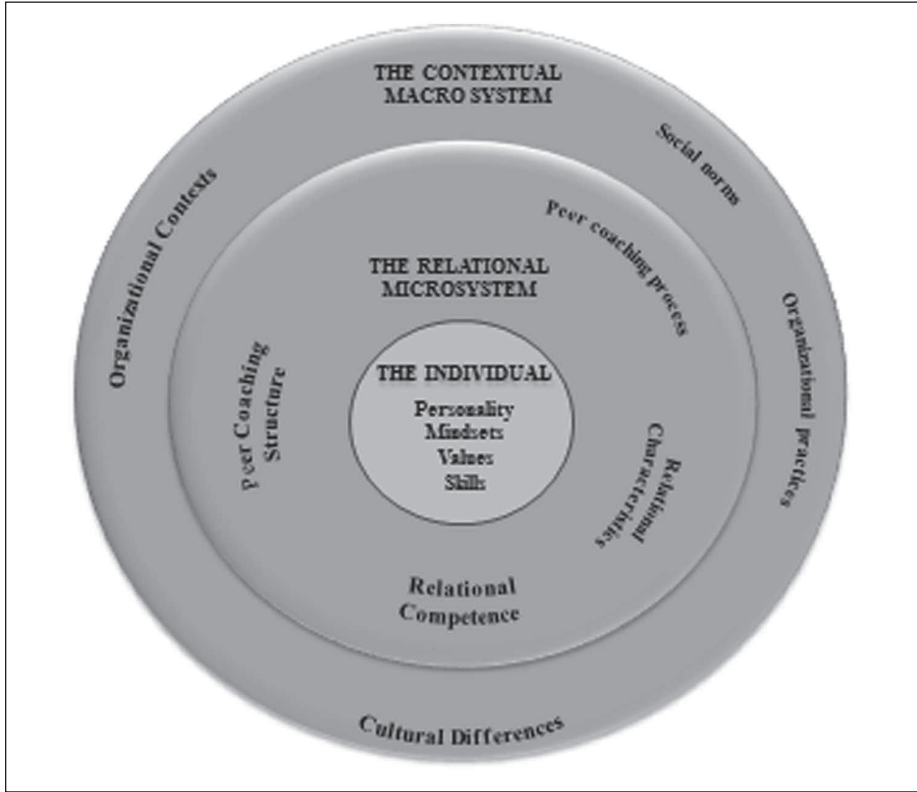 THE CONTEXTUAL
MACRO SYSTEM
Social norms
Organizational Contexts
Peer coaching process
THE RELATIONAL
MICROSYSTEM
Organizational practices
Peer Coaching
Structure
THE INDIVIDUAL
Personality
Mindsets
Values
Skills
Relational
Characteristics
Relational
Competence
Cultural Differences